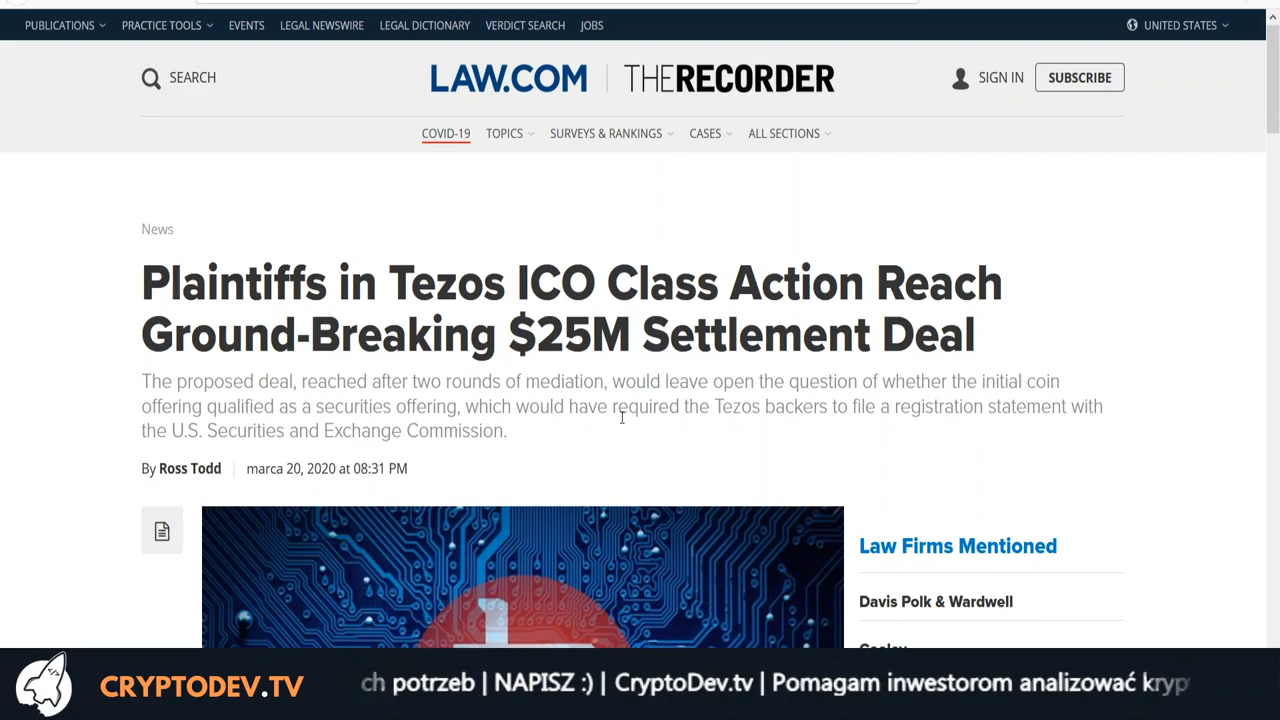 PUBLICATIONS PRACTICE TOOLS EVENTS LEGAL NEWSWIRE LEGAL DICTIONARY VERDICT SEARCH JOBS UNITED STATES
SEARCH LAW.COM THE RECORDER SIGN IN SUBSCRIBE
COVID-19 TOPICS SURVEYS & RANKINGS CASES ALL SECTIONS
News
Plaintiffs in Tezos ICO Class Action Reach
Ground-Breaking $25M Settlement Deal
The proposed deal, reached after two rounds of mediation, would leave open the question of whether the initial coin
offering qualified as a securities offering, which would have required the Tezos backers to file a registration statement with
the U.S. Securities and Exchange Commission.
By Ross Todd marca 20, 2020 at 08:31 PM
Law Firms Mentioned
Davis Polk & Wardwell
CRYPTODEV.TV ch potrzeb | NAPISZ :) | CryptoDev.tv | Pomagam inwestorom analizować kryp